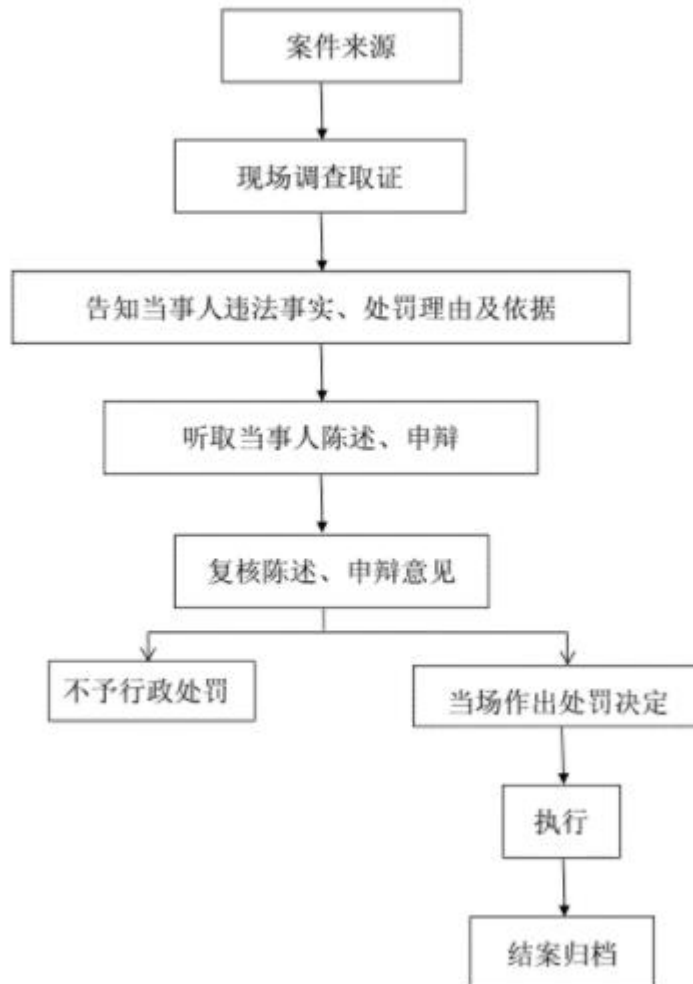 案件来源
现场调查取证
告知当事人违法事实、处罚理由及依据
听取当事人陈述、申辩
复核陈述、申辩意见
不予行政处罚
当场作出处罚决定
执行
结案归档